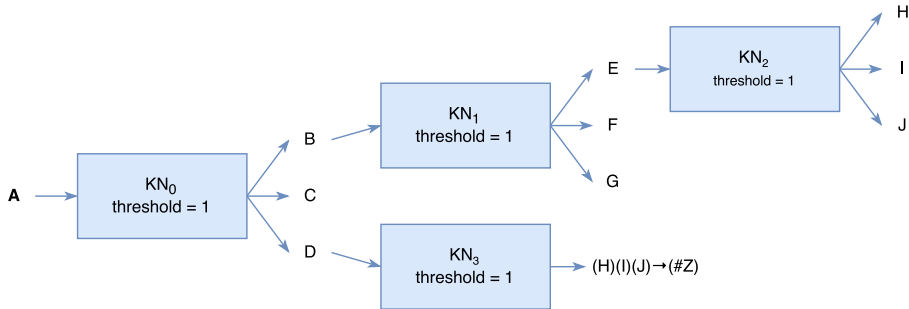 H
KN₂
threshold = 1
E
I
KN₁
threshold = 1
F
J
B
G
A
KN₀
threshold = 1
C
D
KN₃
threshold = 1
(H)(I)(J)→(#Z)